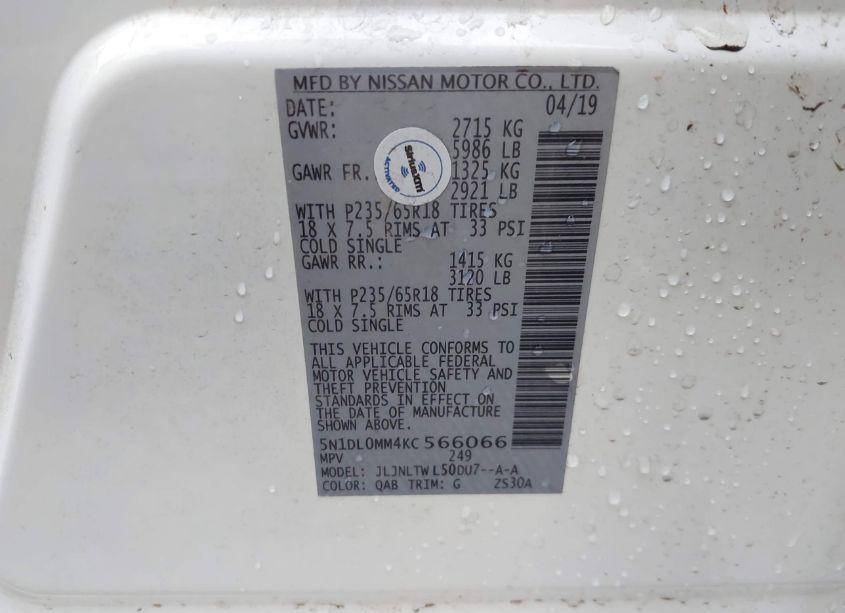 MFD BY NISSAN MOTOR CO., LTD.
DATE: 04/19
GVWR: 2715 KG
5986 LB
GAWR FR. 1325 KG
2921 LB
SiriusXM
ACTIVATED
WITH P235/65R18 TIRES
18 X 7.5 RIMS AT 33 PSI
COLD SINGLE
GAWR RR.: 1415 KG
3120 LB
WITH P235/65R18 TIRES
18 X 7.5 RIMS AT 33 PSI
COLD SINGLE
THIS VEHICLE CONFORMS TO
ALL APPLICABLE FEDERAL
MOTOR VEHICLE SAFETY AND
THEFT PREVENTION
STANDARDS IN EFFECT ON
THE DATE OF MANUFACTURE
SHOWN ABOVE.
5N1DL0MM4KC566066
MPV 249
MODEL: JLJNLTWL50DU7--A-A
COLOR: QAB TRIM: G ZS30A